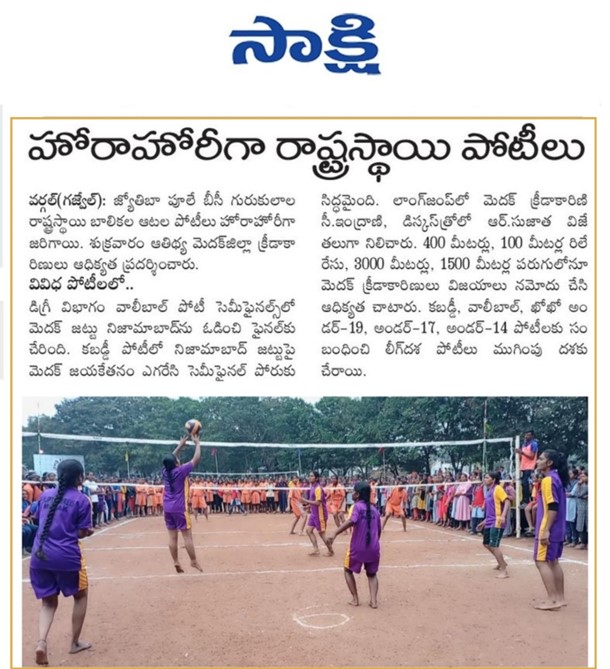 సాక్షి
హోరాహోరీగా రాష్ట్రస్థాయి పోటీలు
వర్గల్(గజ్వేల్): జ్యోతిబా పూలే బీసీ గురుకులాల
రాష్ట్రస్థాయి బాలికల ఆటల పోటీలు హోరాహోరీగా
జరిగాయి. శుక్రవారం ఆతిథ్య మెదక్‌జిల్లా క్రీడాకా
రిణులు ఆధిక్యత ప్రదర్శించారు.
వివిధ పోటీలలో..
డిగ్రీ విభాగం వాలీబాల్ పోటీ సెమీఫైనల్స్‌లో
మెదక్ జట్టు నిజామాబాద్‌ను ఓడించి ఫైనల్‌కు
చేరింది. కబడ్డీ పోటీలో నిజామాబాద్ జట్టుపై
మెదక్ జయకేతనం ఎగరేసి సెమీఫైనల్ పోరుకు
సిద్ధమైంది. లాంగ్‌జంప్‌లో మెదక్ క్రీడాకారిణి
సీ.ఇంద్రాణి, డిస్కస్‌త్రోలో ఆర్.సుజాత విజే
తలుగా నిలిచారు. 400 మీటర్లు, 100 మీటర్ల రిలే
రేసు, 3000 మీటర్లు, 1500 మీటర్ల పరుగులోనూ
మెదక్ క్రీడాకారిణులు విజయాలు నమోదు చేసి
ఆధిక్యత చాటారు. కబడ్డీ, వాలీబాల్, ఖోఖో అం
డర్-19, అండర్-17, అండర్-14 పోటీలకు సం
బంధించి లీగ్‌దశ పోటీలు ముగింపు దశకు
చేరాయి.